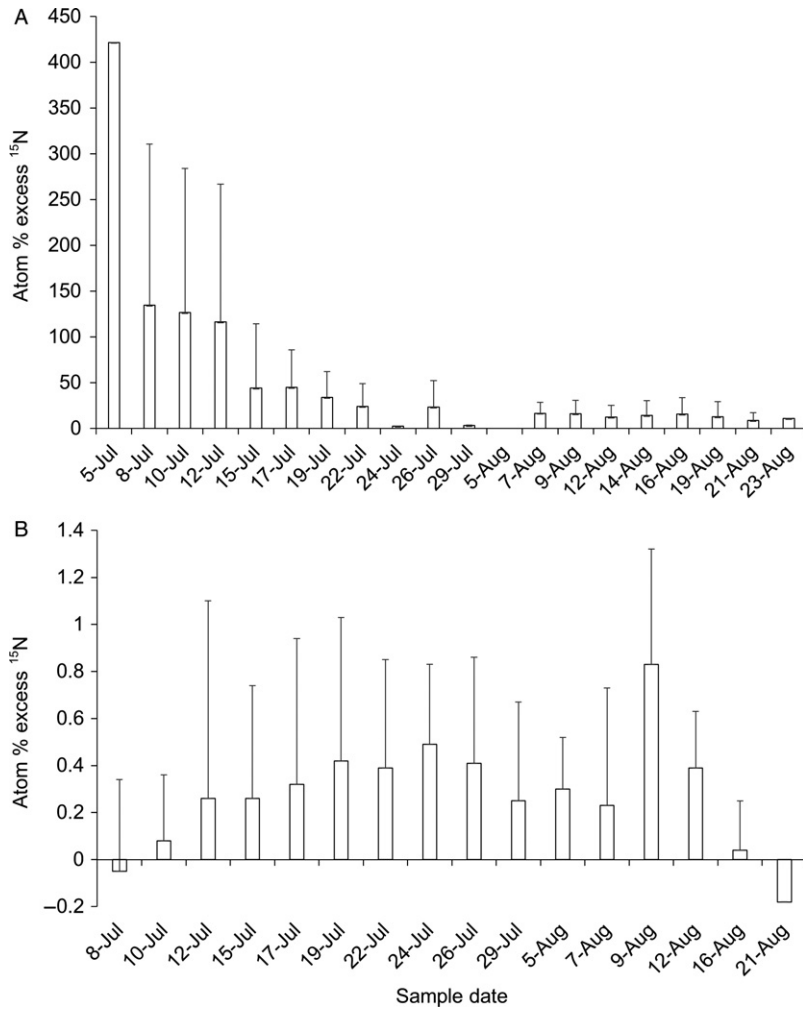 A
Atom % excess ¹⁵N
450
400
350
300
250
200
150
100
50
0
5-Jul
8-Jul
10-Jul
12-Jul
15-Jul
17-Jul
19-Jul
22-Jul
24-Jul
26-Jul
29-Jul
5-Aug
7-Aug
9-Aug
12-Aug
14-Aug
16-Aug
19-Aug
21-Aug
23-Aug
B
Atom % excess ¹⁵N
1.4
1.2
1
0.8
0.6
0.4
0.2
0
–0.2
8-Jul
10-Jul
12-Jul
15-Jul
17-Jul
19-Jul
22-Jul
24-Jul
26-Jul
29-Jul
5-Aug
7-Aug
9-Aug
12-Aug
16-Aug
21-Aug
Sample date